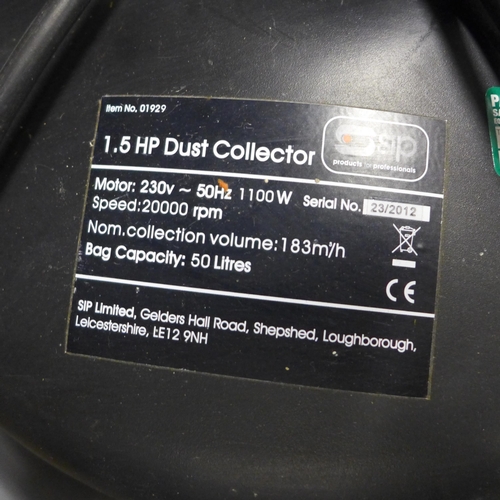 Item No. 01929
1.5 HP Dust Collector
sip
products professionals
Motor: 230v ~ 50Hz 1100W Serial No. 23/2012
Speed:20000 rpm
Nom.collection volume:183m³/h
Bag Capacity: 50 Litres
CE
SIP Limited, Gelders Hall Road, Shepshed, Loughborough,
Leicestershire, LE12 9NH